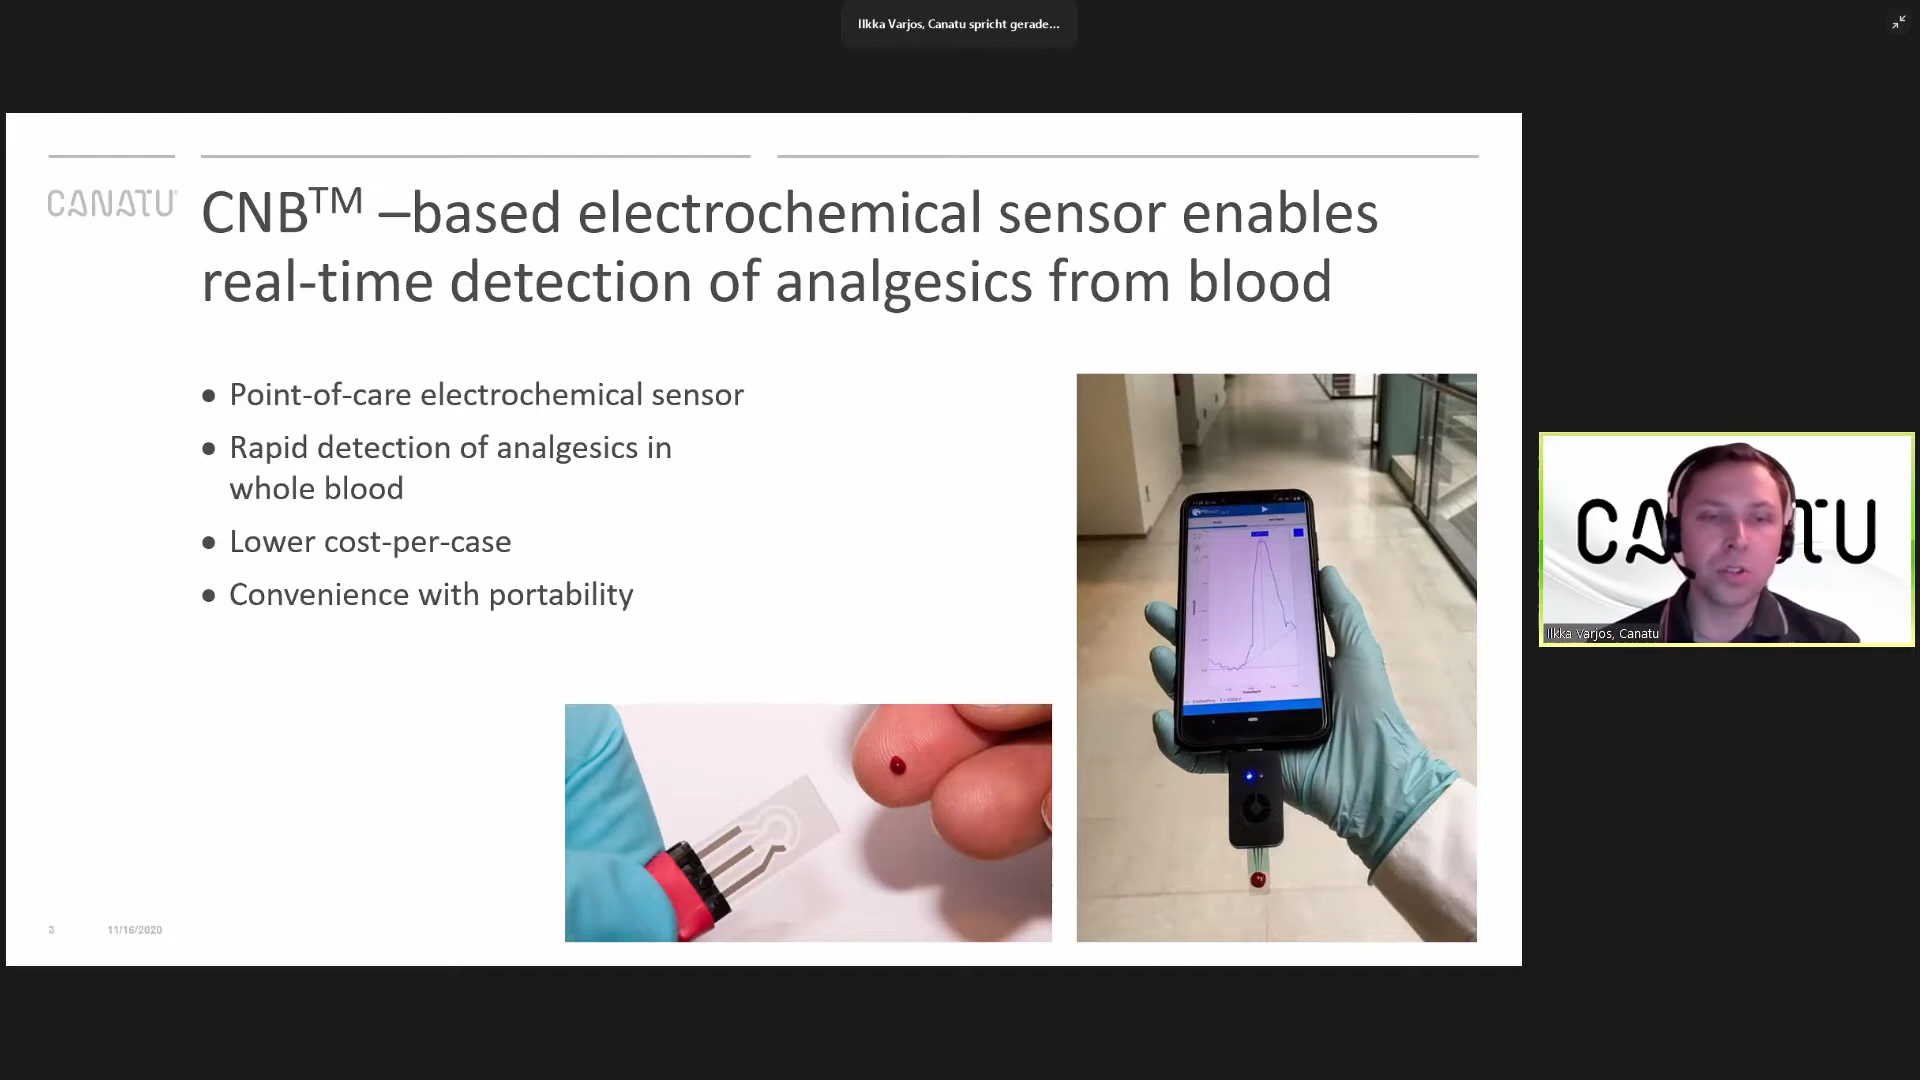 Ilkka Varjos, Canatu spricht gerade...
CANATU
CNB™ –based electrochemical sensor enables
real-time detection of analgesics from blood
• Point-of-care electrochemical sensor
• Rapid detection of analgesics in
whole blood
• Lower cost-per-case
• Convenience with portability
CANATU
Ilkka Varjos, Canatu
3 11/16/2020